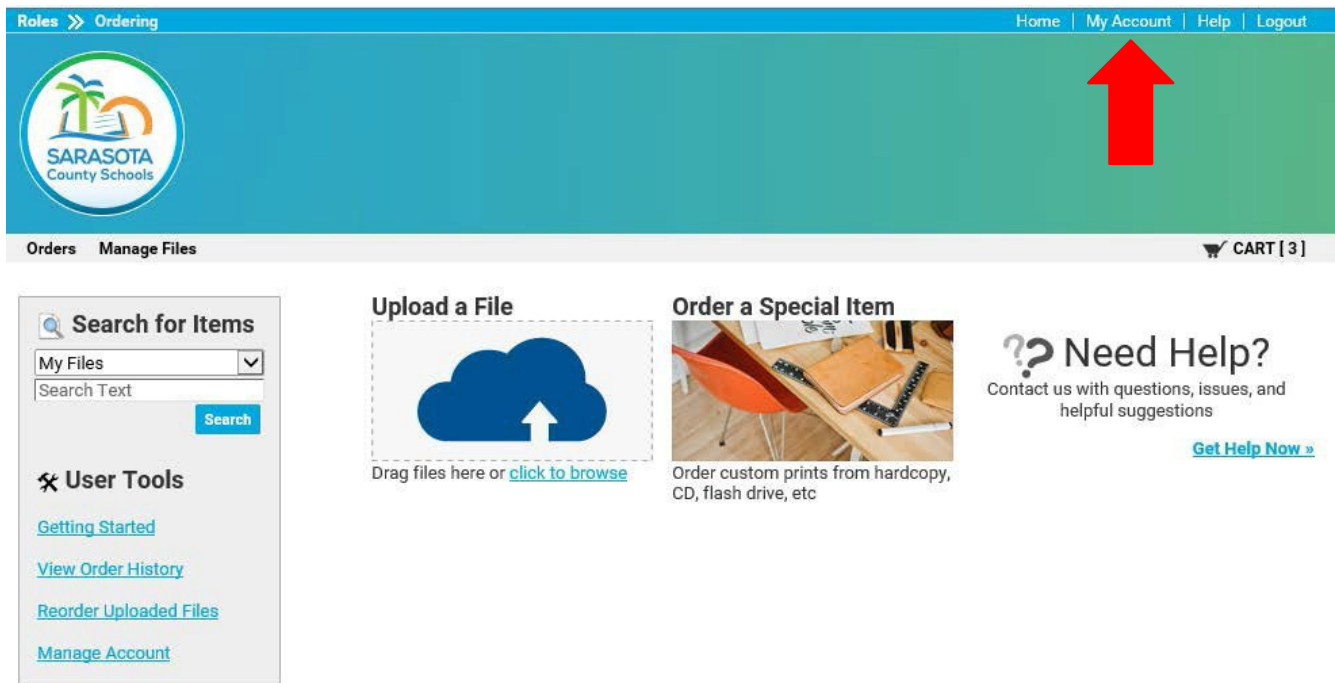 Roles >> Ordering
Home | My Account | Help | Logout
SARASOTA
County Schools
Orders Manage Files
CART [ 3 ]
Search for Items
My Files
Search Text
Search
User Tools
Getting Started
View Order History
Reorder Uploaded Files
Manage Account
Upload a File
Drag files here or click to browse
Order a Special Item
Order custom prints from hardcopy,
CD, flash drive, etc
?? Need Help?
Contact us with questions, issues, and
helpful suggestions
Get Help Now »